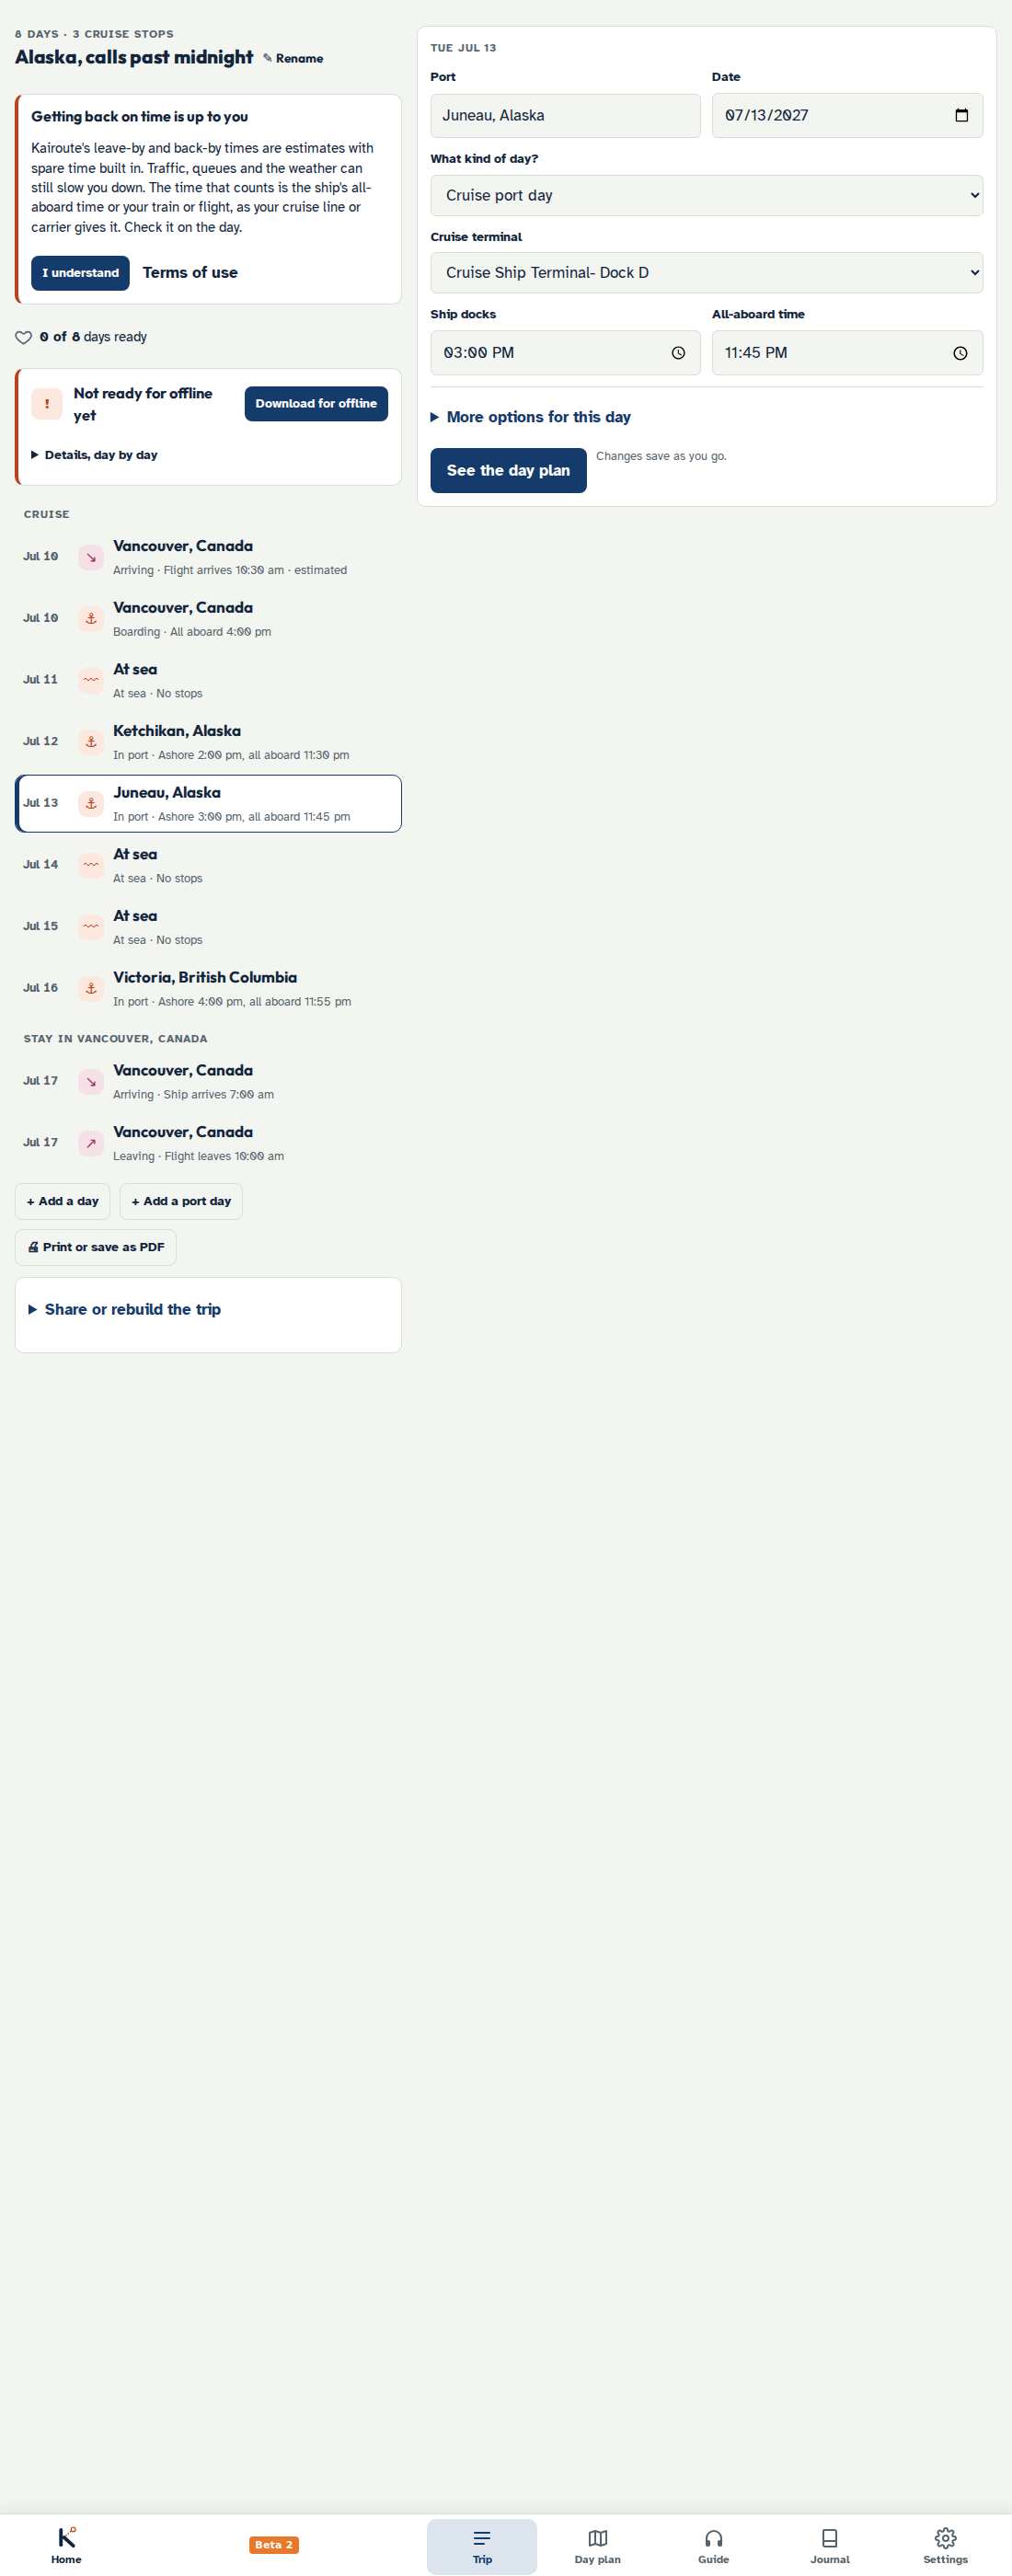 8 DAYS · 3 CRUISE STOPS
Alaska, calls past midnight ✎ Rename
Getting back on time is up to you
Kairoute's leave-by and back-by times are estimates with
spare time built in. Traffic, queues and the weather can
still slow you down. The time that counts is the ship's all-
aboard time or your train or flight, as your cruise line or
carrier gives it. Check it on the day.
I understand
Terms of use
0 of 8 days ready
!
Not ready for offline
yet
Download for offline
Details, day by day
CRUISE
Jul 10
Vancouver, Canada
Arriving · Flight arrives 10:30 am · estimated
Jul 10
Vancouver, Canada
Boarding · All aboard 4:00 pm
Jul 11
At sea
At sea · No stops
Jul 12
Ketchikan, Alaska
In port · Ashore 2:00 pm, all aboard 11:30 pm
Jul 13
Juneau, Alaska
In port · Ashore 3:00 pm, all aboard 11:45 pm
Jul 14
At sea
At sea · No stops
Jul 15
At sea
At sea · No stops
Jul 16
Victoria, British Columbia
In port · Ashore 4:00 pm, all aboard 11:55 pm
STAY IN VANCOUVER, CANADA
Jul 17
Vancouver, Canada
Arriving · Ship arrives 7:00 am
Jul 17
Vancouver, Canada
Leaving · Flight leaves 10:00 am
+ Add a day
+ Add a port day
Print or save as PDF
Share or rebuild the trip
TUE JUL 13
Port
Date
Juneau, Alaska
07/13/2027
What kind of day?
Cruise port day
Cruise terminal
Cruise Ship Terminal- Dock D
Ship docks
All-aboard time
03:00 PM
11:45 PM
More options for this day
See the day plan
Changes save as you go.
Home
Beta 2
Trip
Day plan
Guide
Journal
Settings